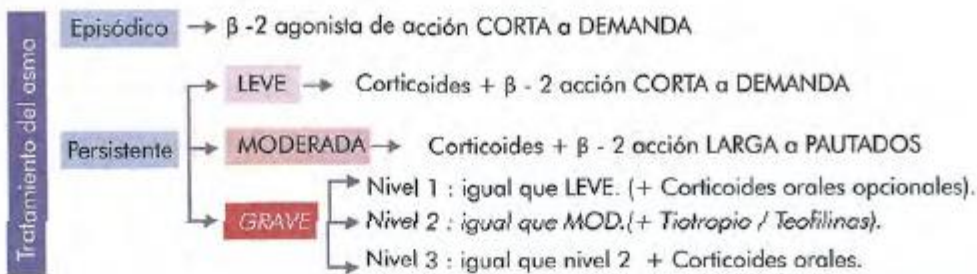 Tratamiento del asma
Episódico → β -2 agonista de acción CORTA a DEMANDA
LEVE → Corticoides + β - 2 acción CORTA a DEMANDA
Persistente
MODERADA → Corticoides + β - 2 acción LARGA a PAUTADOS
GRAVE
Nivel 1 : igual que LEVE. (+ Corticoides orales opcionales).
Nivel 2 : igual que MOD.(+ Tiotropio / Teofilinas).
Nivel 3 : igual que nivel 2 + Corticoides orales.